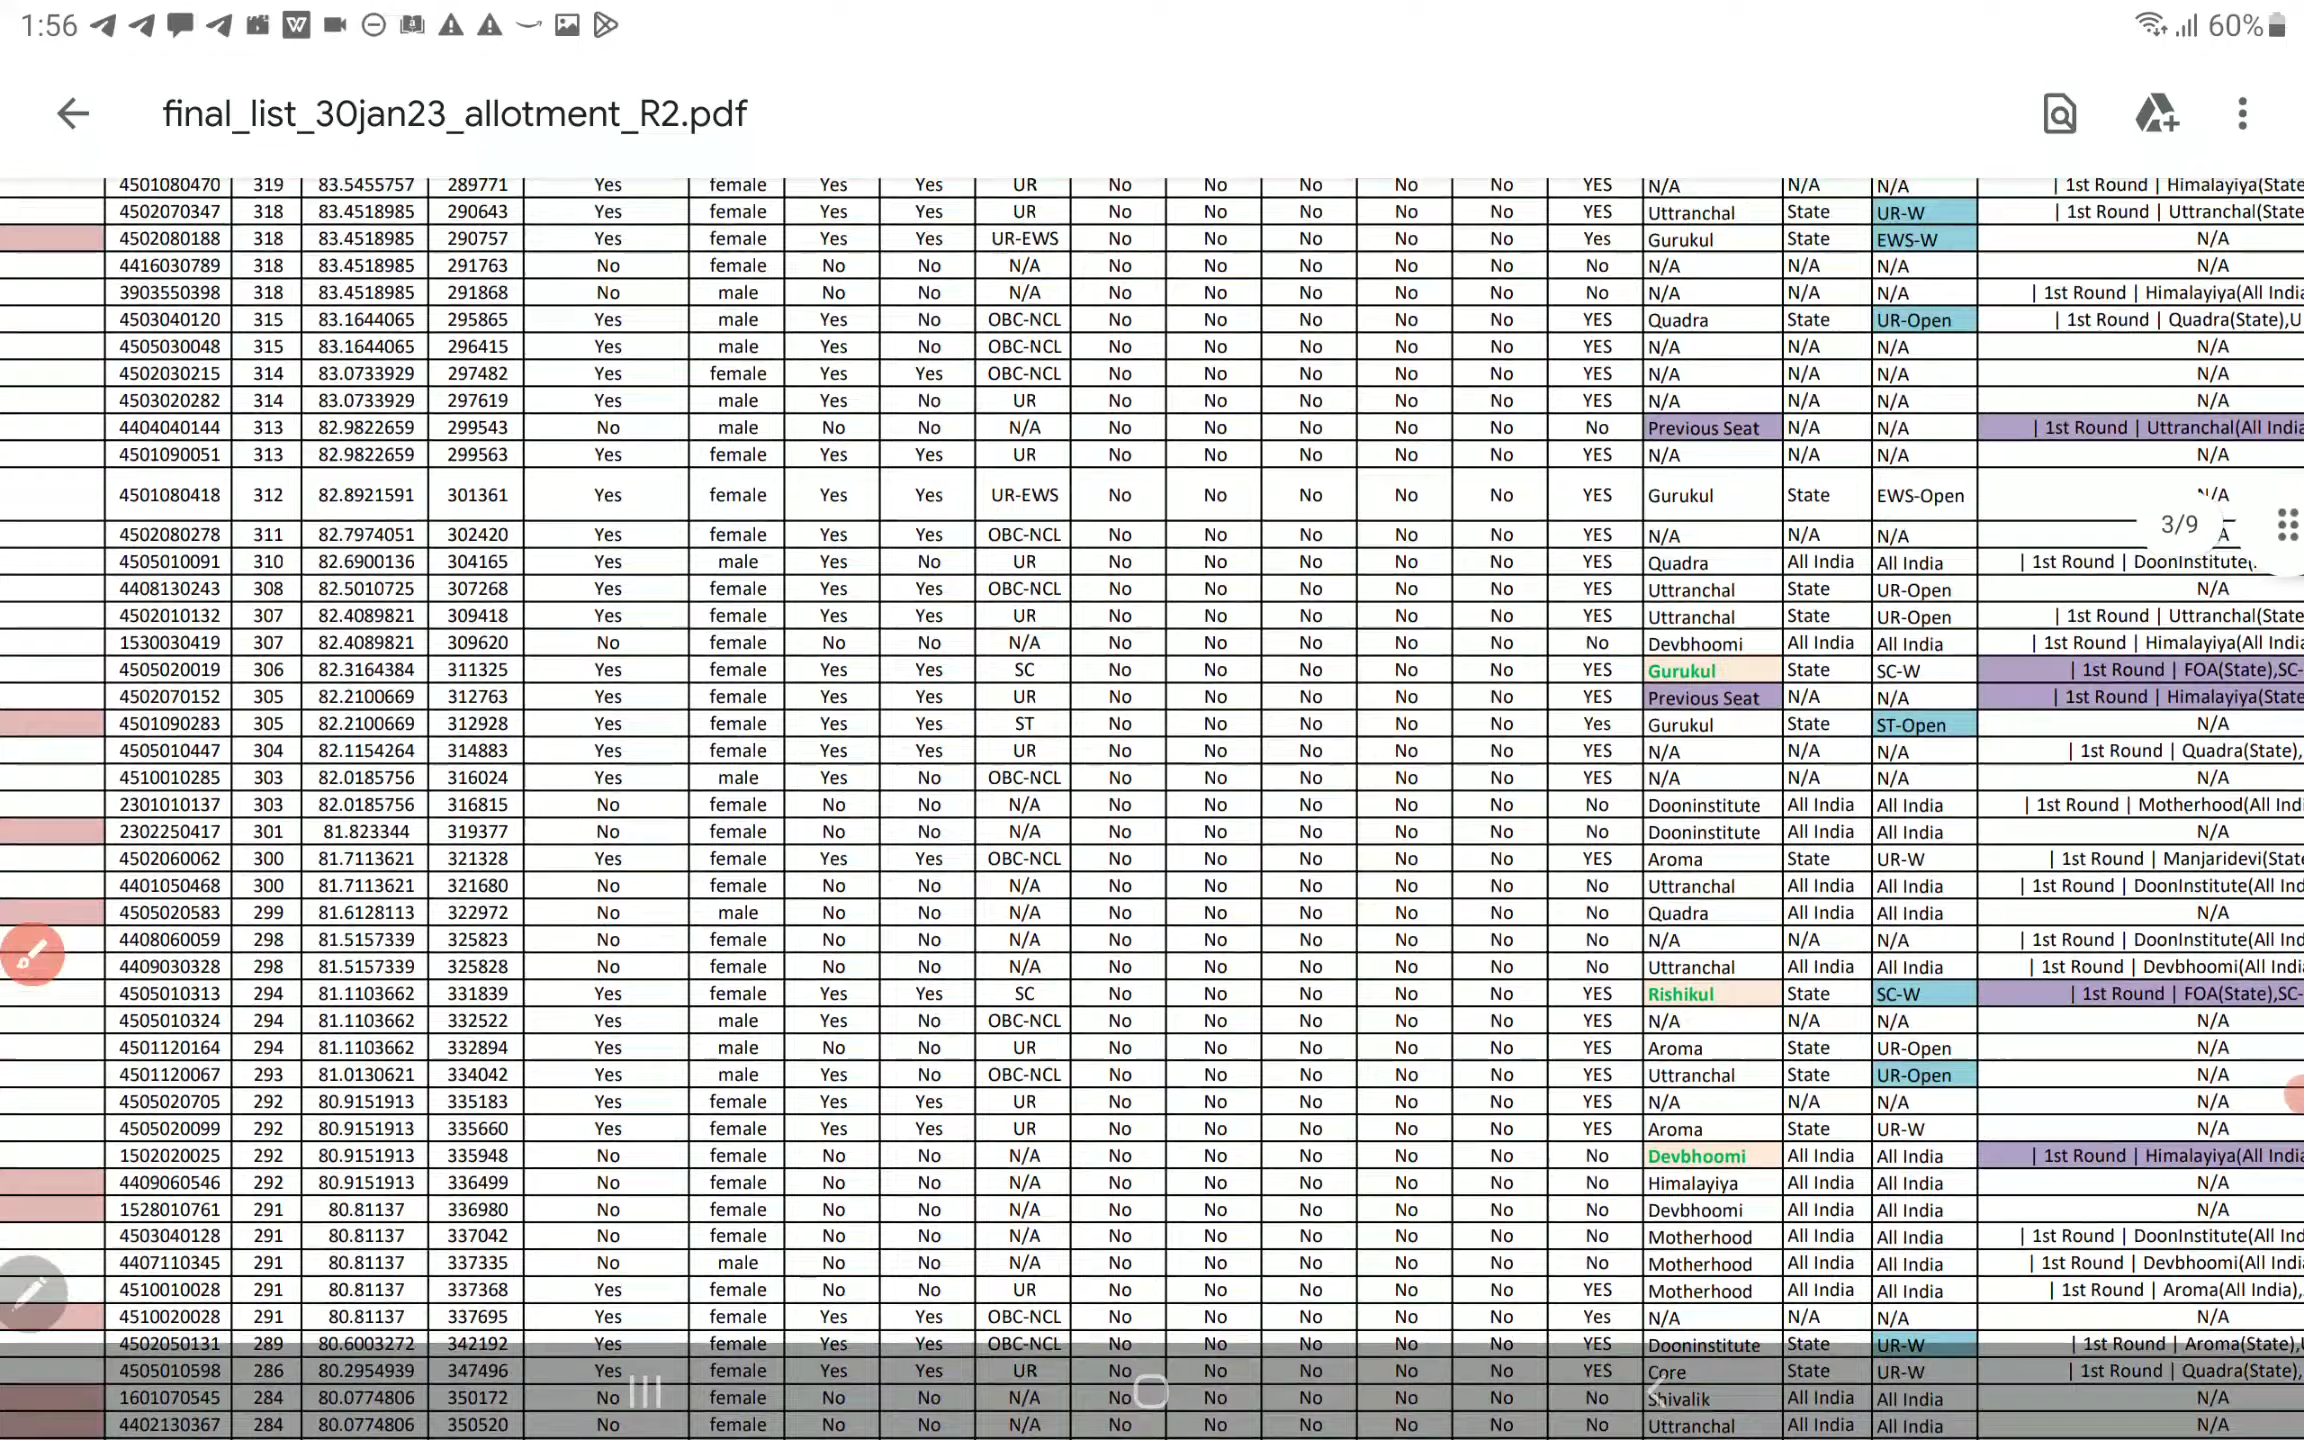 1:56 60%
final_list_30jan23_allotment_R2.pdf
4501080470 319 83.5455757 289771 Yes female Yes Yes UR No No No No No YES N/A N/A N/A | 1st Round | Himalayiya(State
4502070347 318 83.4518985 290643 Yes female Yes Yes UR No No No No No YES Uttranchal State UR-W | 1st Round | Uttranchal(State
4502080188 318 83.4518985 290757 Yes female Yes Yes UR-EWS No No No No No Yes Gurukul State EWS-W N/A
4416030789 318 83.4518985 291763 No female No No N/A No No No No No No N/A N/A N/A N/A
3903550398 318 83.4518985 291868 No male No No N/A No No No No No No N/A N/A N/A | 1st Round | Himalayiya(All India
4503040120 315 83.1644065 295865 Yes male Yes No OBC-NCL No No No No No YES Quadra State UR-Open | 1st Round | Quadra(State),U
4505030048 315 83.1644065 296415 Yes male Yes No OBC-NCL No No No No No YES N/A N/A N/A N/A
4502030215 314 83.0733929 297482 Yes female Yes Yes OBC-NCL No No No No No YES N/A N/A N/A N/A
4503020282 314 83.0733929 297619 Yes male Yes No UR No No No No No YES N/A N/A N/A N/A
4404040144 313 82.9822659 299543 No male No No N/A No No No No No No Previous Seat N/A N/A | 1st Round | Uttranchal(All India
4501090051 313 82.9822659 299563 Yes female Yes Yes UR No No No No No YES N/A N/A N/A N/A
4501080418 312 82.8921591 301361 Yes female Yes Yes UR-EWS No No No No No YES Gurukul State EWS-Open N/A
3/9
4502080278 311 82.7974051 302420 Yes female Yes Yes OBC-NCL No No No No No YES N/A N/A N/A
4505010091 310 82.6900136 304165 Yes male Yes No UR No No No No No YES Quadra All India All India | 1st Round | DoonInstitute(
4408130243 308 82.5010725 307268 Yes female Yes Yes OBC-NCL No No No No No YES Uttranchal State UR-Open N/A
4502010132 307 82.4089821 309418 Yes female Yes Yes UR No No No No No YES Uttranchal State UR-Open | 1st Round | Uttranchal(State
1530030419 307 82.4089821 309620 No female No No N/A No No No No No No Devbhoomi All India All India | 1st Round | Himalayiya(All India
4505020019 306 82.3164384 311325 Yes female Yes Yes SC No No No No No YES Gurukul State SC-W | 1st Round | FOA(State),SC-
4502070152 305 82.2100669 312763 Yes female Yes Yes UR No No No No No YES Previous Seat N/A N/A | 1st Round | Himalayiya(State
4501090283 305 82.2100669 312928 Yes female Yes Yes ST No No No No No Yes Gurukul State ST-Open N/A
4505010447 304 82.1154264 314883 Yes female Yes Yes UR No No No No No YES N/A N/A N/A | 1st Round | Quadra(State),
4510010285 303 82.0185756 316024 Yes male Yes No OBC-NCL No No No No No YES N/A N/A N/A N/A
2301010137 303 82.0185756 316815 No female No No N/A No No No No No No Dooninstitute All India All India | 1st Round | Motherhood(All Indi
2302250417 301 81.823344 319377 No female No No N/A No No No No No No Dooninstitute All India All India N/A
4502060062 300 81.7113621 321328 Yes female Yes Yes OBC-NCL No No No No No YES Aroma State UR-W | 1st Round | Manjaridevi(State
4401050468 300 81.7113621 321680 No female No No N/A No No No No No No Uttranchal All India All India | 1st Round | DoonInstitute(All Ind
4505020583 299 81.6128113 322972 No male No No N/A No No No No No No Quadra All India All India N/A
4408060059 298 81.5157339 325823 No female No No N/A No No No No No No N/A N/A N/A | 1st Round | DoonInstitute(All Ind
4409030328 298 81.5157339 325828 No female No No N/A No No No No No No Uttranchal All India All India | 1st Round | Devbhoomi(All Indi
4505010313 294 81.1103662 331839 Yes female Yes Yes SC No No No No No YES Rishikul State SC-W | 1st Round | FOA(State),SC-
4505010324 294 81.1103662 332522 Yes male Yes No OBC-NCL No No No No No YES N/A N/A N/A N/A
4501120164 294 81.1103662 332894 Yes male No No UR No No No No No YES Aroma State UR-Open N/A
4501120067 293 81.0130621 334042 Yes male Yes No OBC-NCL No No No No No YES Uttranchal State UR-Open N/A
4505020705 292 80.9151913 335183 Yes female Yes Yes UR No No No No No YES N/A N/A N/A N/A
4505020099 292 80.9151913 335660 Yes female Yes Yes UR No No No No No YES Aroma State UR-W N/A
1502020025 292 80.9151913 335948 No female No No N/A No No No No No No Devbhoomi All India All India | 1st Round | Himalayiya(All India
4409060546 292 80.9151913 336499 No female No No N/A No No No No No No Himalayiya All India All India N/A
1528010761 291 80.81137 336980 No female No No N/A No No No No No No Devbhoomi All India All India N/A
4503040128 291 80.81137 337042 No female No No N/A No No No No No No Motherhood All India All India | 1st Round | DoonInstitute(All Ind
4407110345 291 80.81137 337335 No male No No N/A No No No No No No Motherhood All India All India | 1st Round | Devbhoomi(All Indi
4510010028 291 80.81137 337368 Yes female No No UR No No No No No YES Motherhood All India All India | 1st Round | Aroma(All India),
4510020028 291 80.81137 337695 Yes female Yes Yes OBC-NCL No No No No No Yes N/A N/A N/A N/A
4502050131 289 80.6003272 342192 Yes female Yes Yes OBC-NCL No No No No No YES Dooninstitute State UR-W | 1st Round | Aroma(State),
4505010598 286 80.2954939 347496 Yes female Yes Yes UR No No No No No YES Core State UR-W | 1st Round | Quadra(State),
1601070545 284 80.0774806 350172 No female No No N/A No No No No No No Shivalik All India All India N/A
4402130367 284 80.0774806 350520 No female No No N/A No No No No No No Uttranchal All India All India N/A